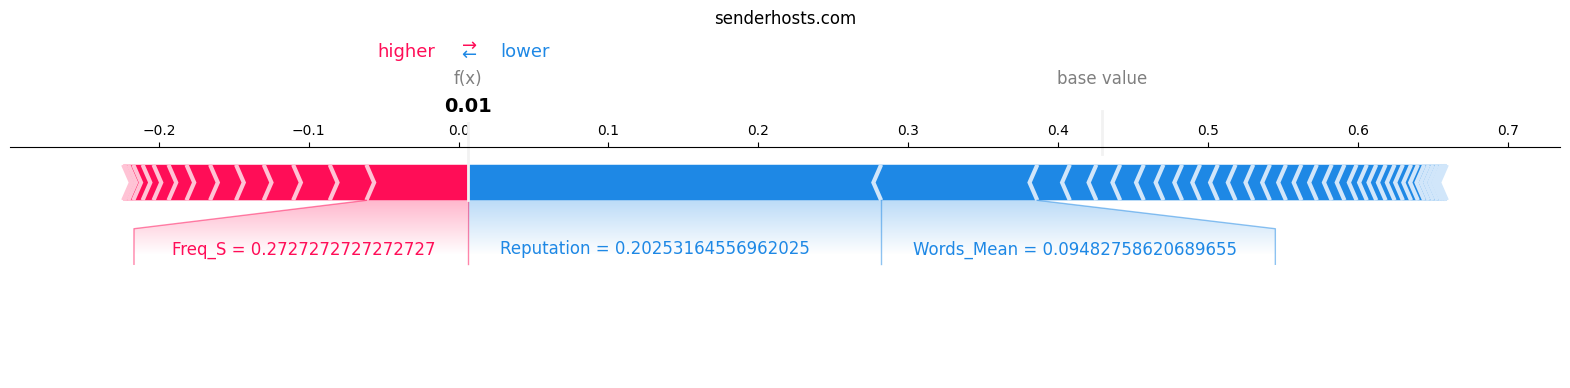 senderhosts.com
higher ⇄ lower
f(x) base value
0.01
−0.2 −0.1 0.0 0.1 0.2 0.3 0.4 0.5 0.6 0.7
Freq_S = 0.2727272727272727 Reputation = 0.20253164556962025 Words_Mean = 0.09482758620689655